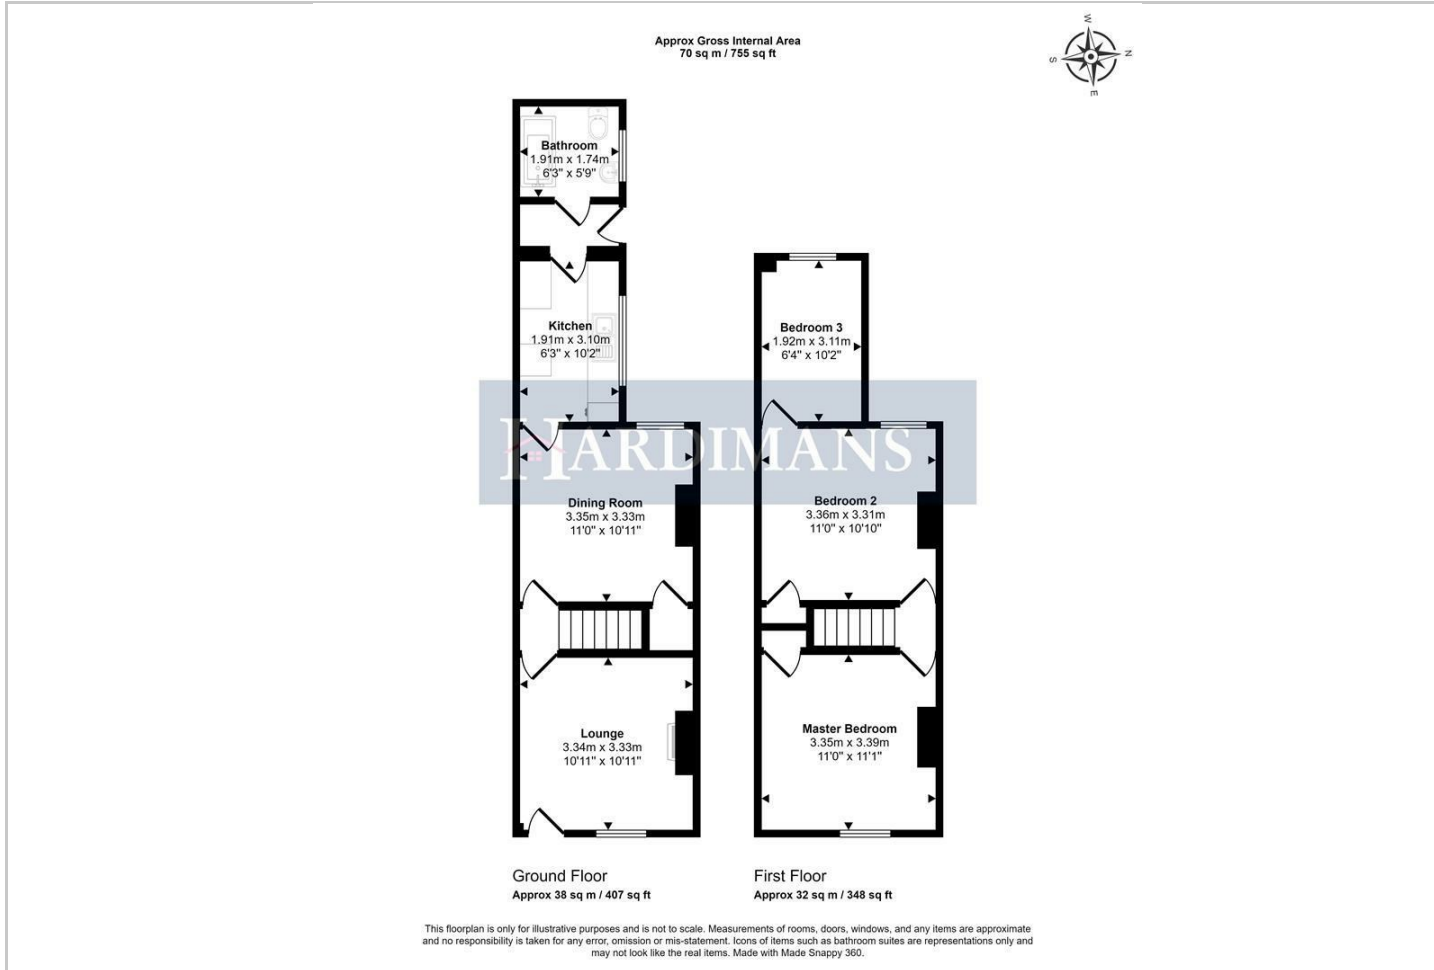 Approx Gross Internal Area
70 sq m / 755 sq ft
W
N
S
E
Bathroom
1.91m x 1.74m
6'3" x 5'9"
Kitchen
1.91m x 3.10m
6'3" x 10'2"
Bedroom 3
1.92m x 3.11m
6'4" x 10'2"
HARDIMANS
Dining Room
3.35m x 3.33m
11'0" x 10'11"
Bedroom 2
3.36m x 3.31m
11'0" x 10'10"
Lounge
3.34m x 3.33m
10'11" x 10'11"
Master Bedroom
3.35m x 3.39m
11'0" x 11'1"
Ground Floor
Approx 38 sq m / 407 sq ft
First Floor
Approx 32 sq m / 348 sq ft
This floorplan is only for illustrative purposes and is not to scale. Measurements of rooms, doors, windows, and any items are approximate
and no responsibility is taken for any error, omission or mis-statement. Icons of items such as bathroom suites are representations only and
may not look like the real items. Made with Made Snappy 360.